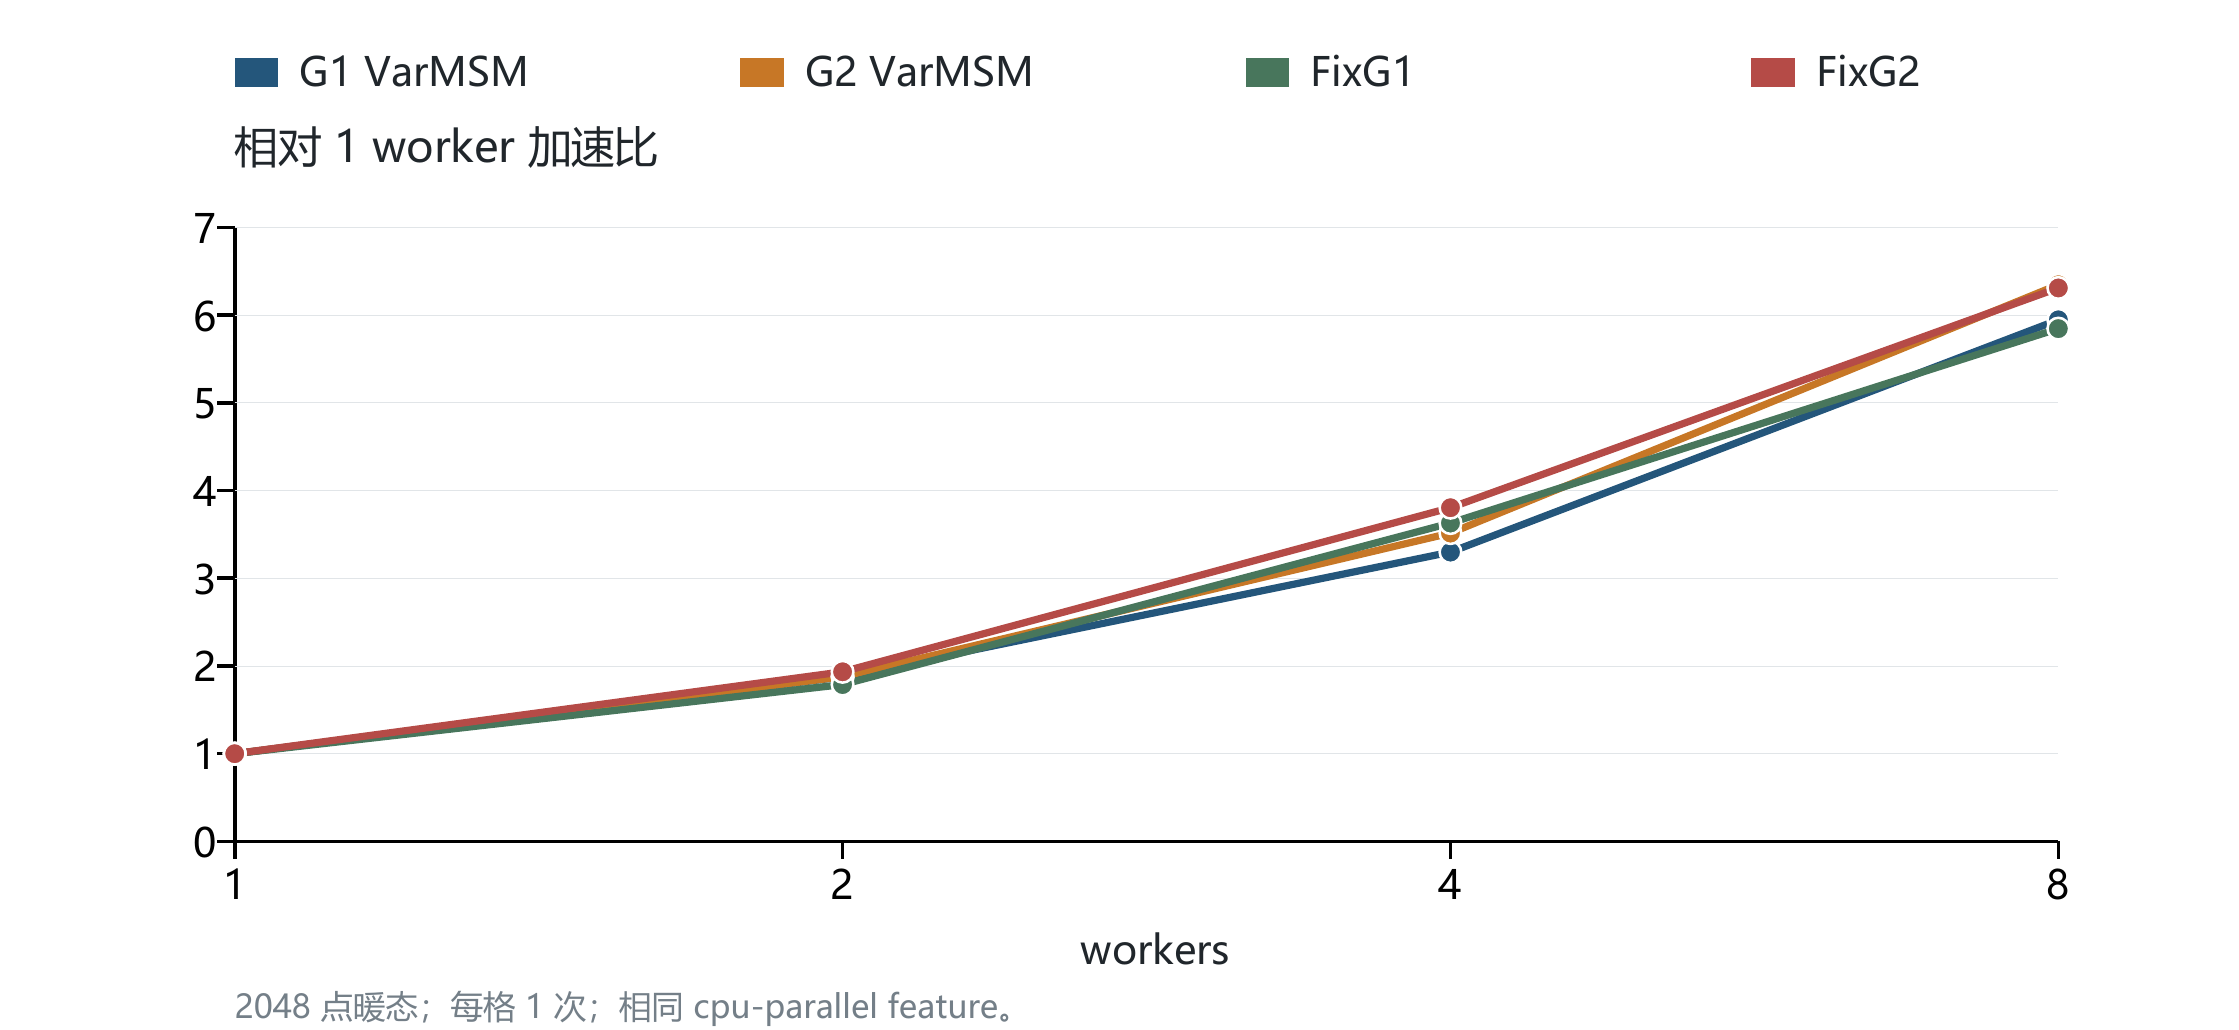 G1 VarMSM G2 VarMSM FixG1 FixG2
相对 1 worker 加速比
7
6
5
4
3
2
1
0
1 2 4 8
workers
2048 点暖态；每格 1 次；相同 cpu-parallel feature。